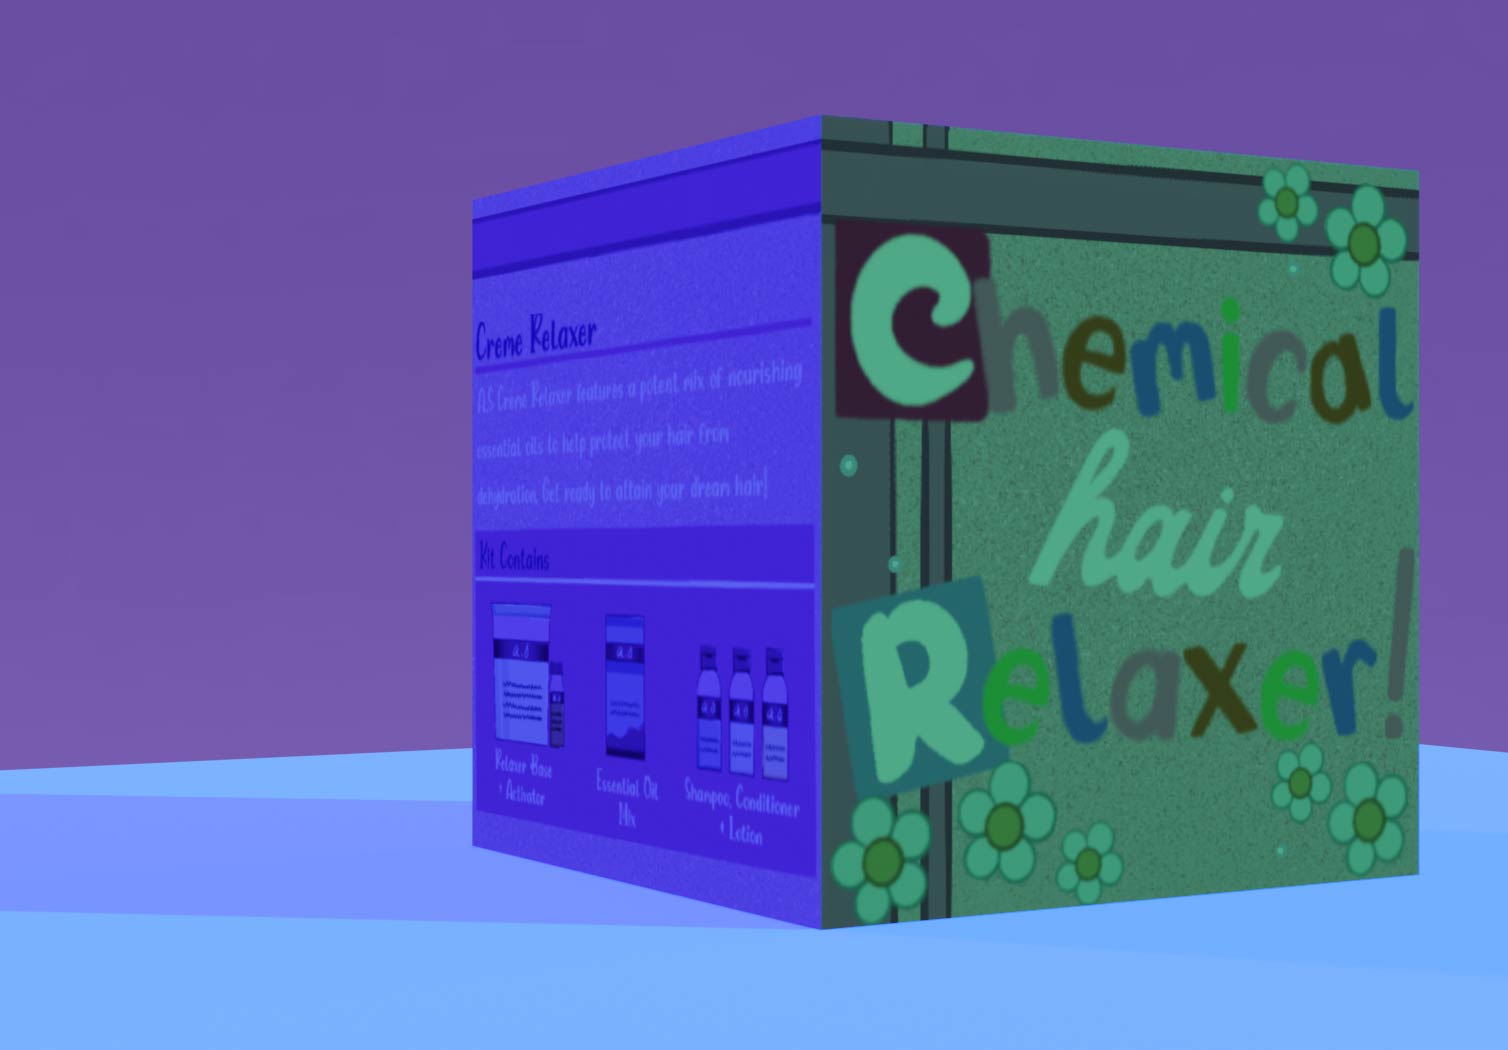 Creme Relaxer
A.S Creme Relaxer features a potent mix of nourishing
essential oils to help protect your hair from
dehydration. Get ready to attain your dream hair!
Kit Contains
a.s
a.s
a.s
a.s
a.s
a.s
Relaxer Base
+ Activator
Essential Oil
Mix
Shampoo, Conditioner
+ Lotion
Chemical
hair
Relaxer!